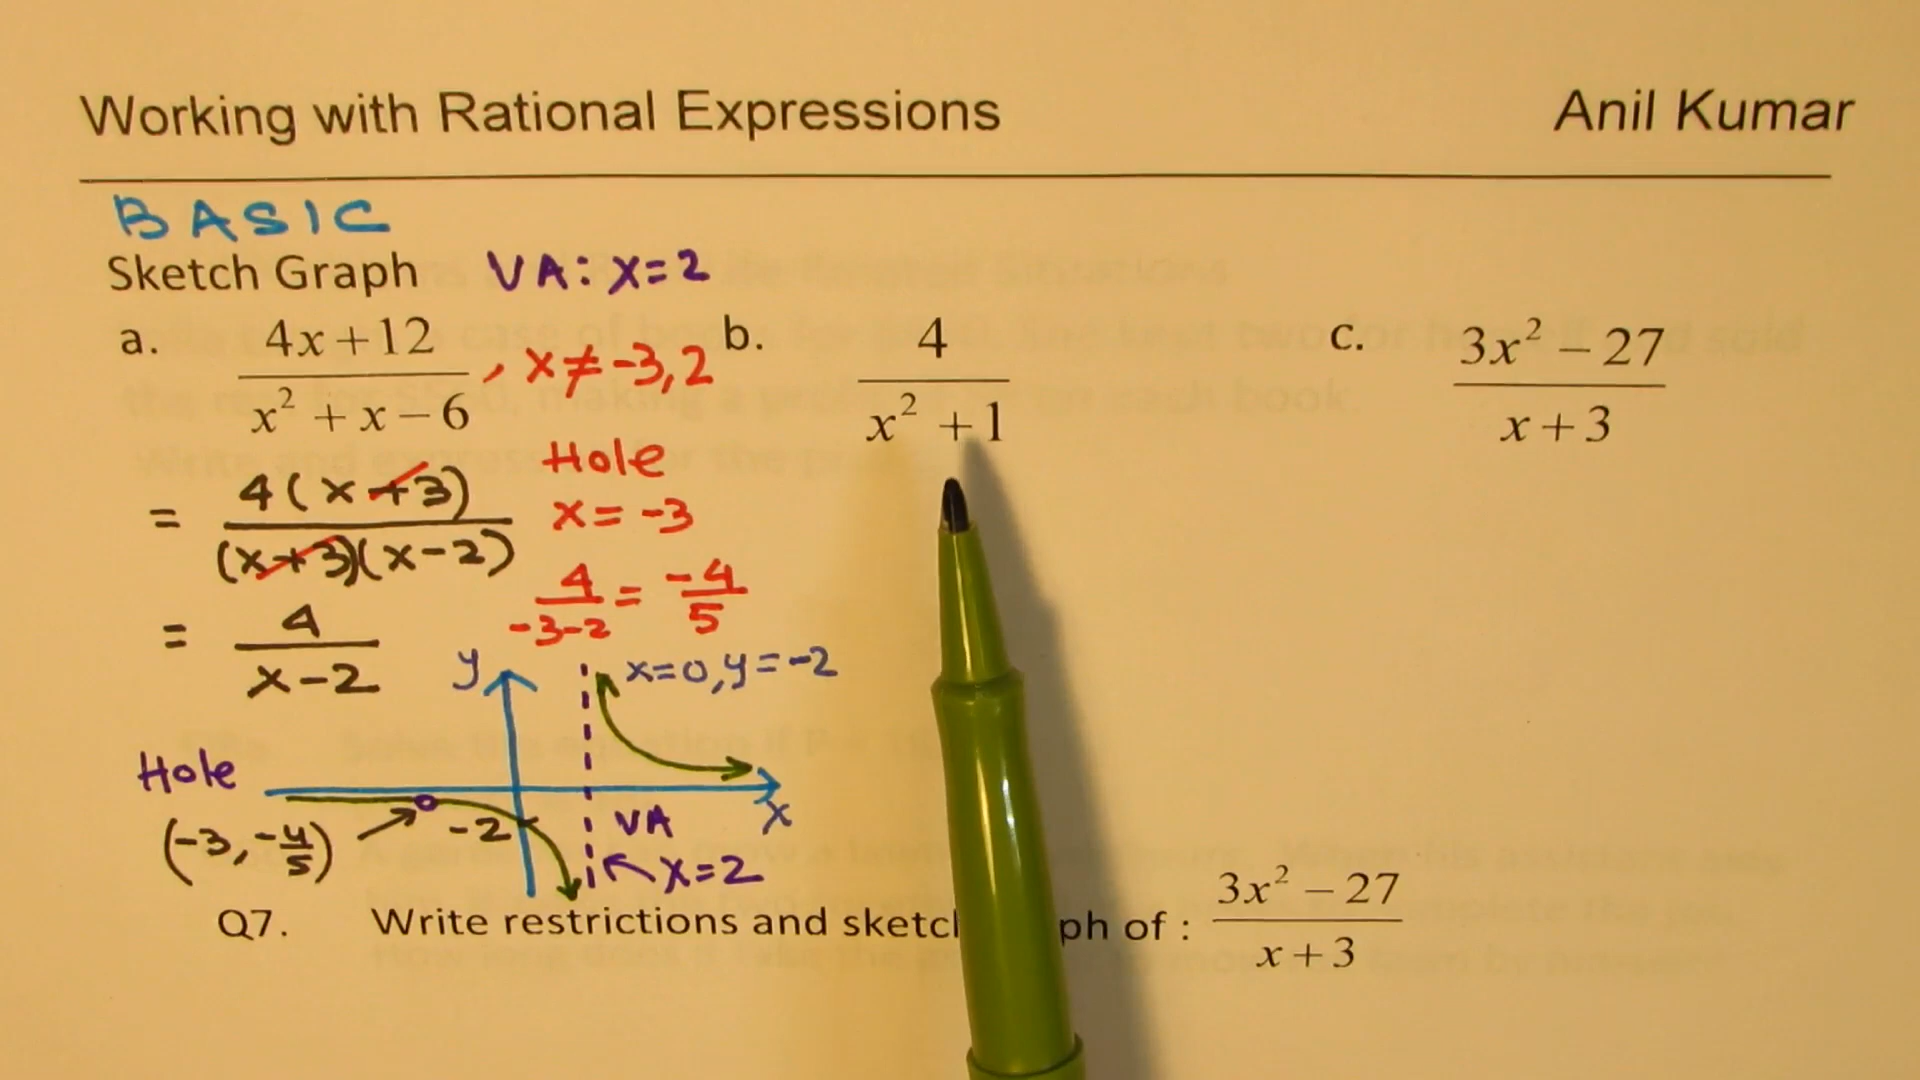 Working with Rational Expressions Anil Kumar
BASIC
Sketch Graph VA: x=2
a. (4x+12)/(x²+x−6) , x≠−3,2
b. 4/(x²+1)
c. (3x²−27)/(x+3)
= 4(x+3)/((x+3)(x−2))
= 4/(x−2)
Hole
x=−3
4/(−3−2) = −4/5
y
x=0, y=−2
Hole
(−3, −4/5)
−2
VA
x=2
x
Q7. Write restrictions and sketch ph of : (3x²−27)/(x+3)